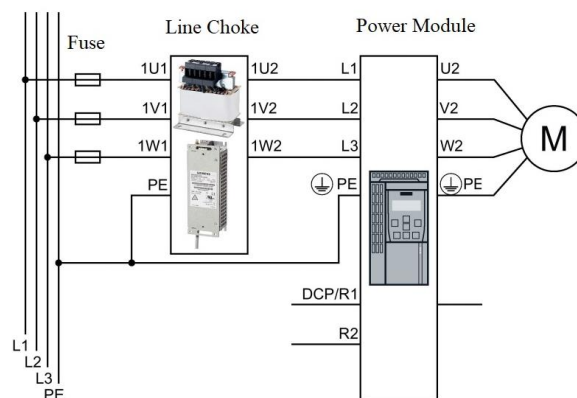 Fuse
Line Choke
Power Module
1U1
1U2
L1
U2
1V1
1V2
L2
V2
1W1
1W2
L3
W2
M
PE
PE
PE
DCP/R1
R2
L1
L2
L3
PE